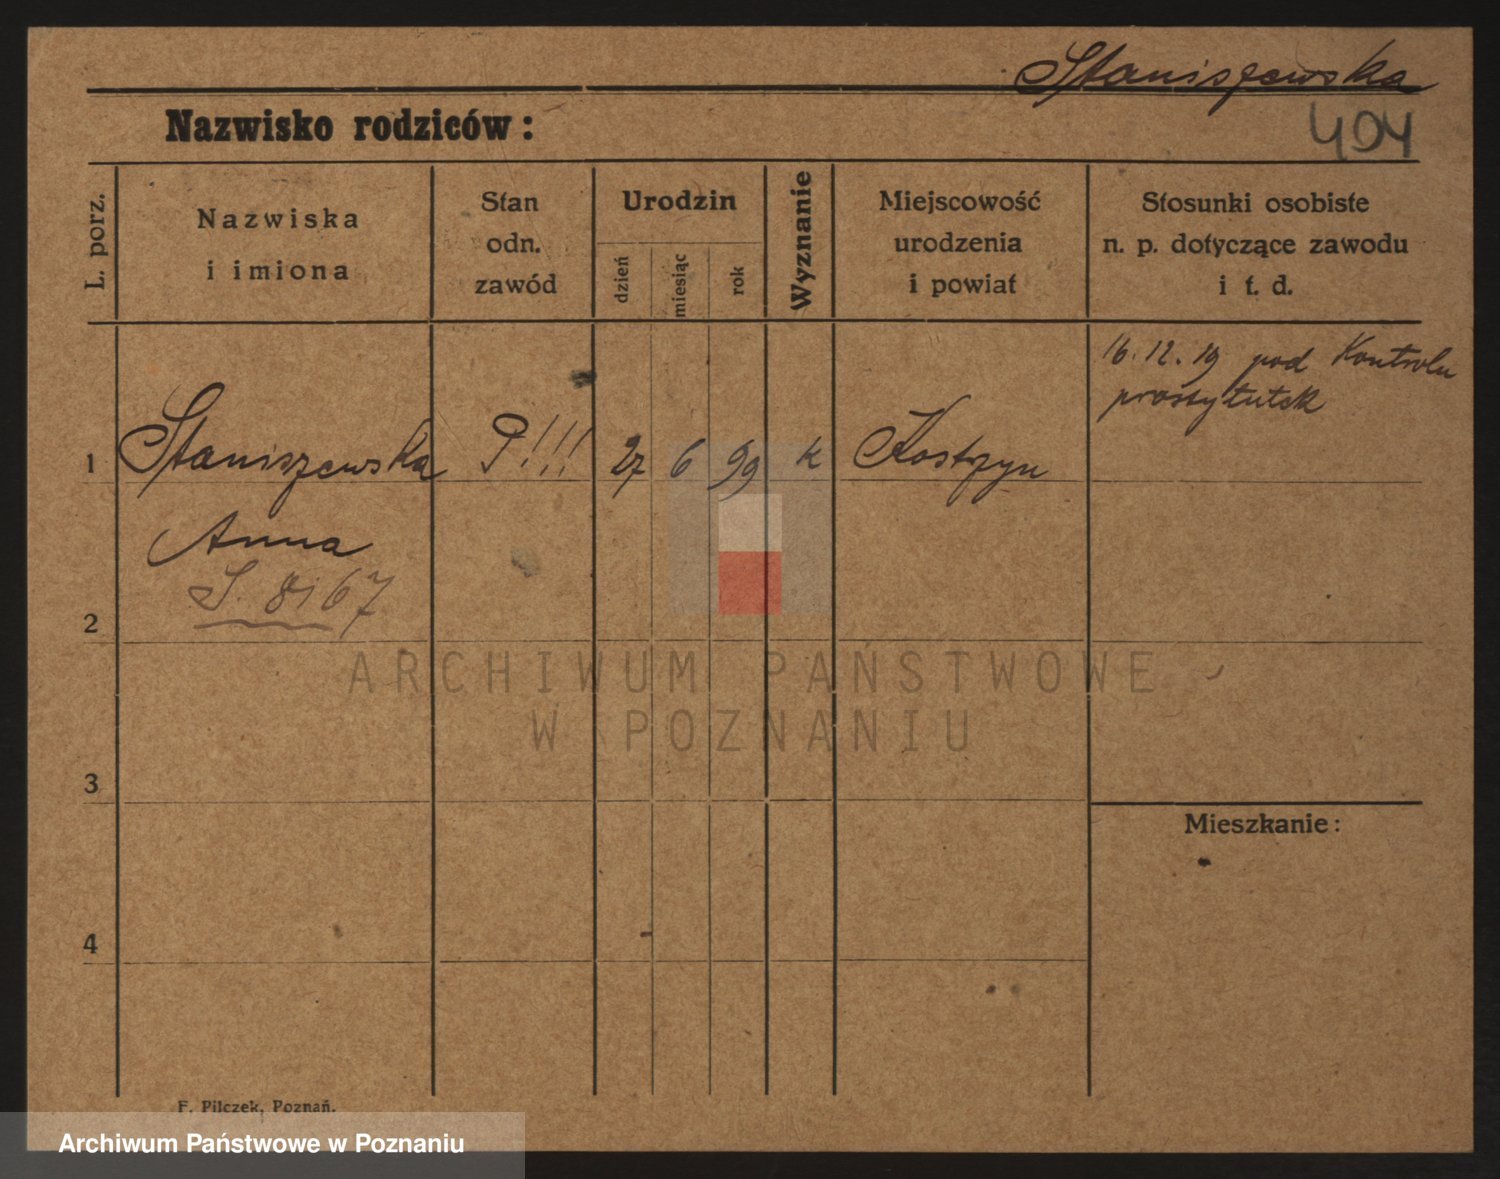 Staniszewska
Nazwisko rodziców:
404
L. porz.
Nazwiska
i imiona
Stan
odn.
zawód
Urodzin
dzień
miesiąc
rok
Wyznanie
Miejscowość
urodzenia
i powiat
Stosunki osobiste
n. p. dotyczące zawodu
i t. d.
16. 12. 19 pod Kontrolu
prostytutek
1 Staniszewska P!!! 27 6 99 k Kostrzyn
Anna
S. 8167
2
ARCHIWUM PAŃSTWOWE
W POZNANIU
3
Mieszkanie:
4
F. Pilczek, Poznań.
Archiwum Państwowe w Poznaniu